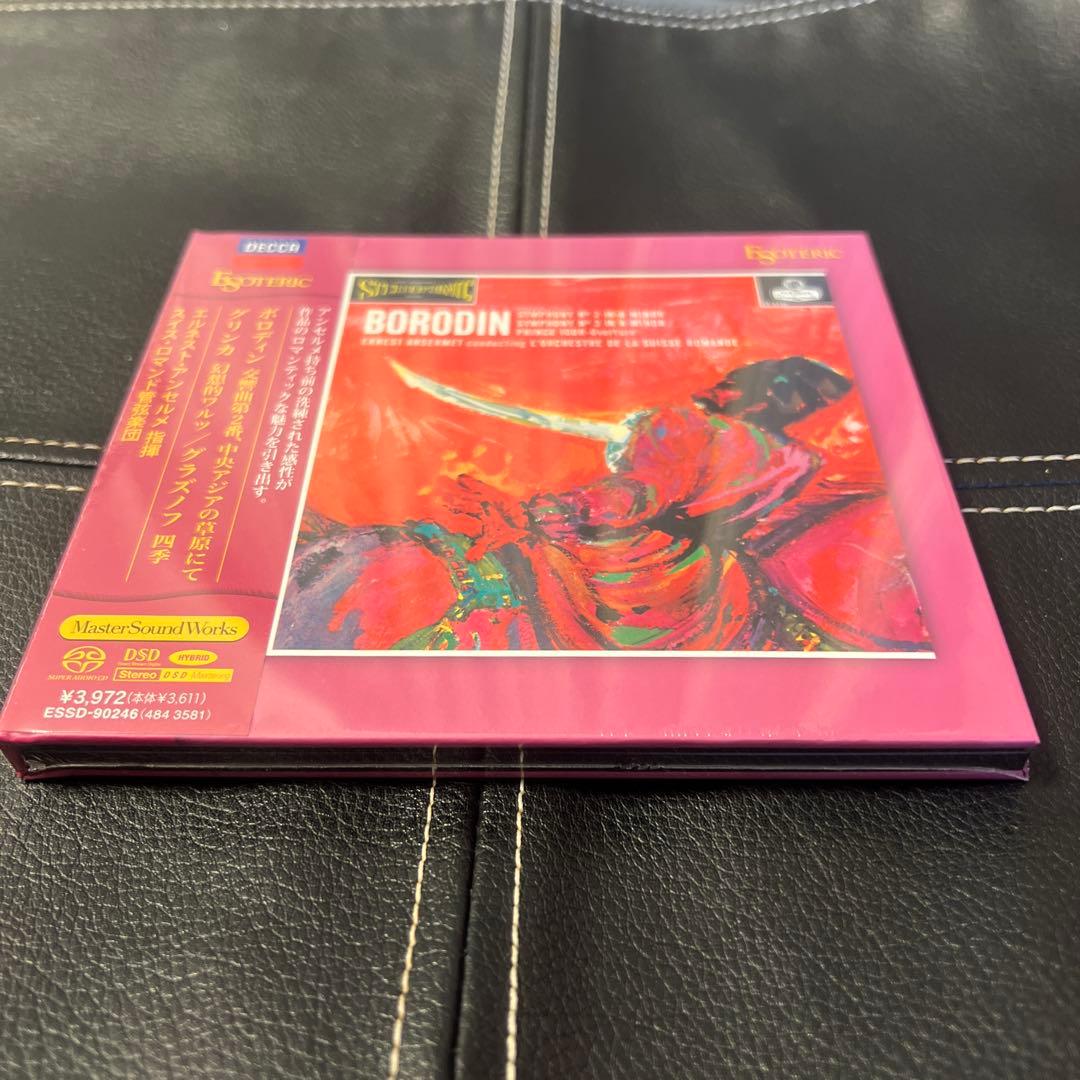 DECCA
ESOTERIC
アンセルメ持ち前の洗練された感性が
作品のロマンティックな魅力を引き出す。
ボロディン 交響曲第2番、中央アジアの草原にて
グリンカ 幻想的ワルツ／グラズノフ 四季
エルネスト・アンセルメ 指揮
スイス・ロマンド管弦楽団
MasterSoundWorks
SUPER AUDIO CD
DSD
HYBRID
Stereo
DSD Mastering
¥3,972(本体¥3,611)
ESSD-90246(484 3581)
ESOTERIC
BORODIN
SYMPHONY Nº 2 IN B MINOR
SYMPHONY Nº 3 IN A MINOR
PRINCE IGOR-Overture
ERNEST ANSERMET conducting L'ORCHESTRE DE LA SUISSE ROMANDE